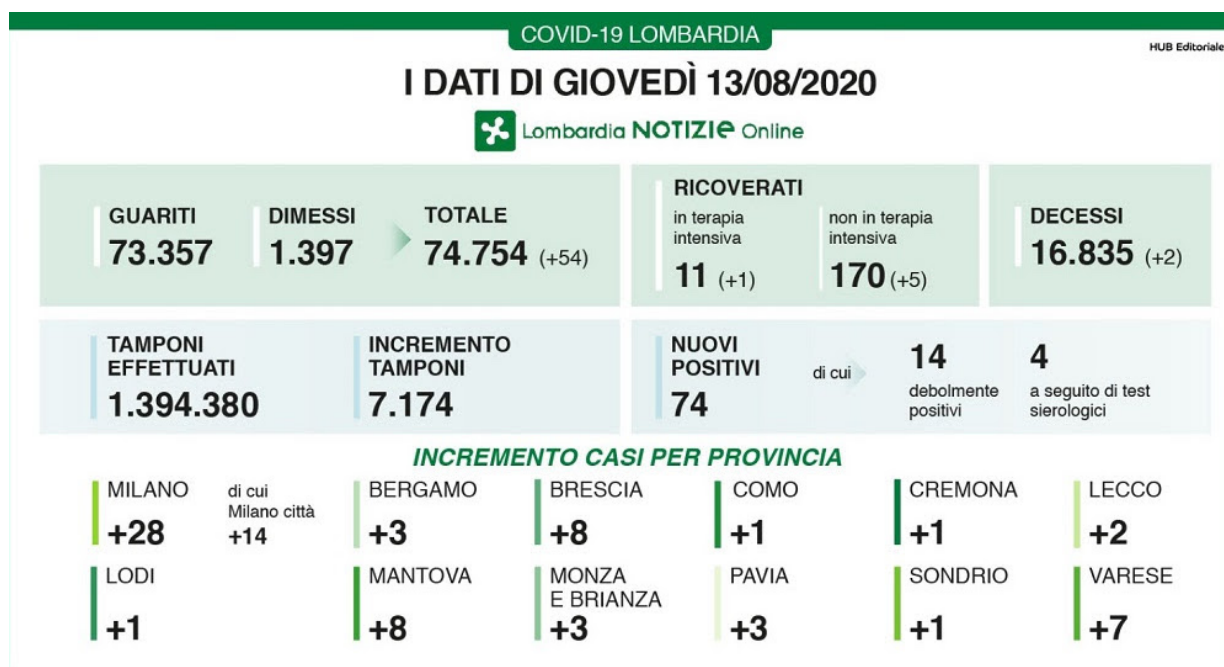 COVID-19 LOMBARDIA
HUB Editoriale
I DATI DI GIOVEDÌ 13/08/2020
Lombardia NOTIZIE Online
GUARITI
73.357
DIMESSI
1.397
TOTALE
74.754 (+54)
RICOVERATI
in terapia
intensiva
11 (+1)
non in terapia
intensiva
170 (+5)
DECESSI
16.835 (+2)
TAMPONI
EFFETTUATI
1.394.380
INCREMENTO
TAMPONI
7.174
NUOVI
POSITIVI
74
di cui
14
debolmente
positivi
4
a seguito di test
sierologici
INCREMENTO CASI PER PROVINCIA
MILANO
+28
di cui
Milano città
+14
BERGAMO
+3
BRESCIA
+8
COMO
+1
CREMONA
+1
LECCO
+2
LODI
+1
MANTOVA
+8
MONZA
E BRIANZA
+3
PAVIA
+3
SONDRIO
+1
VARESE
+7